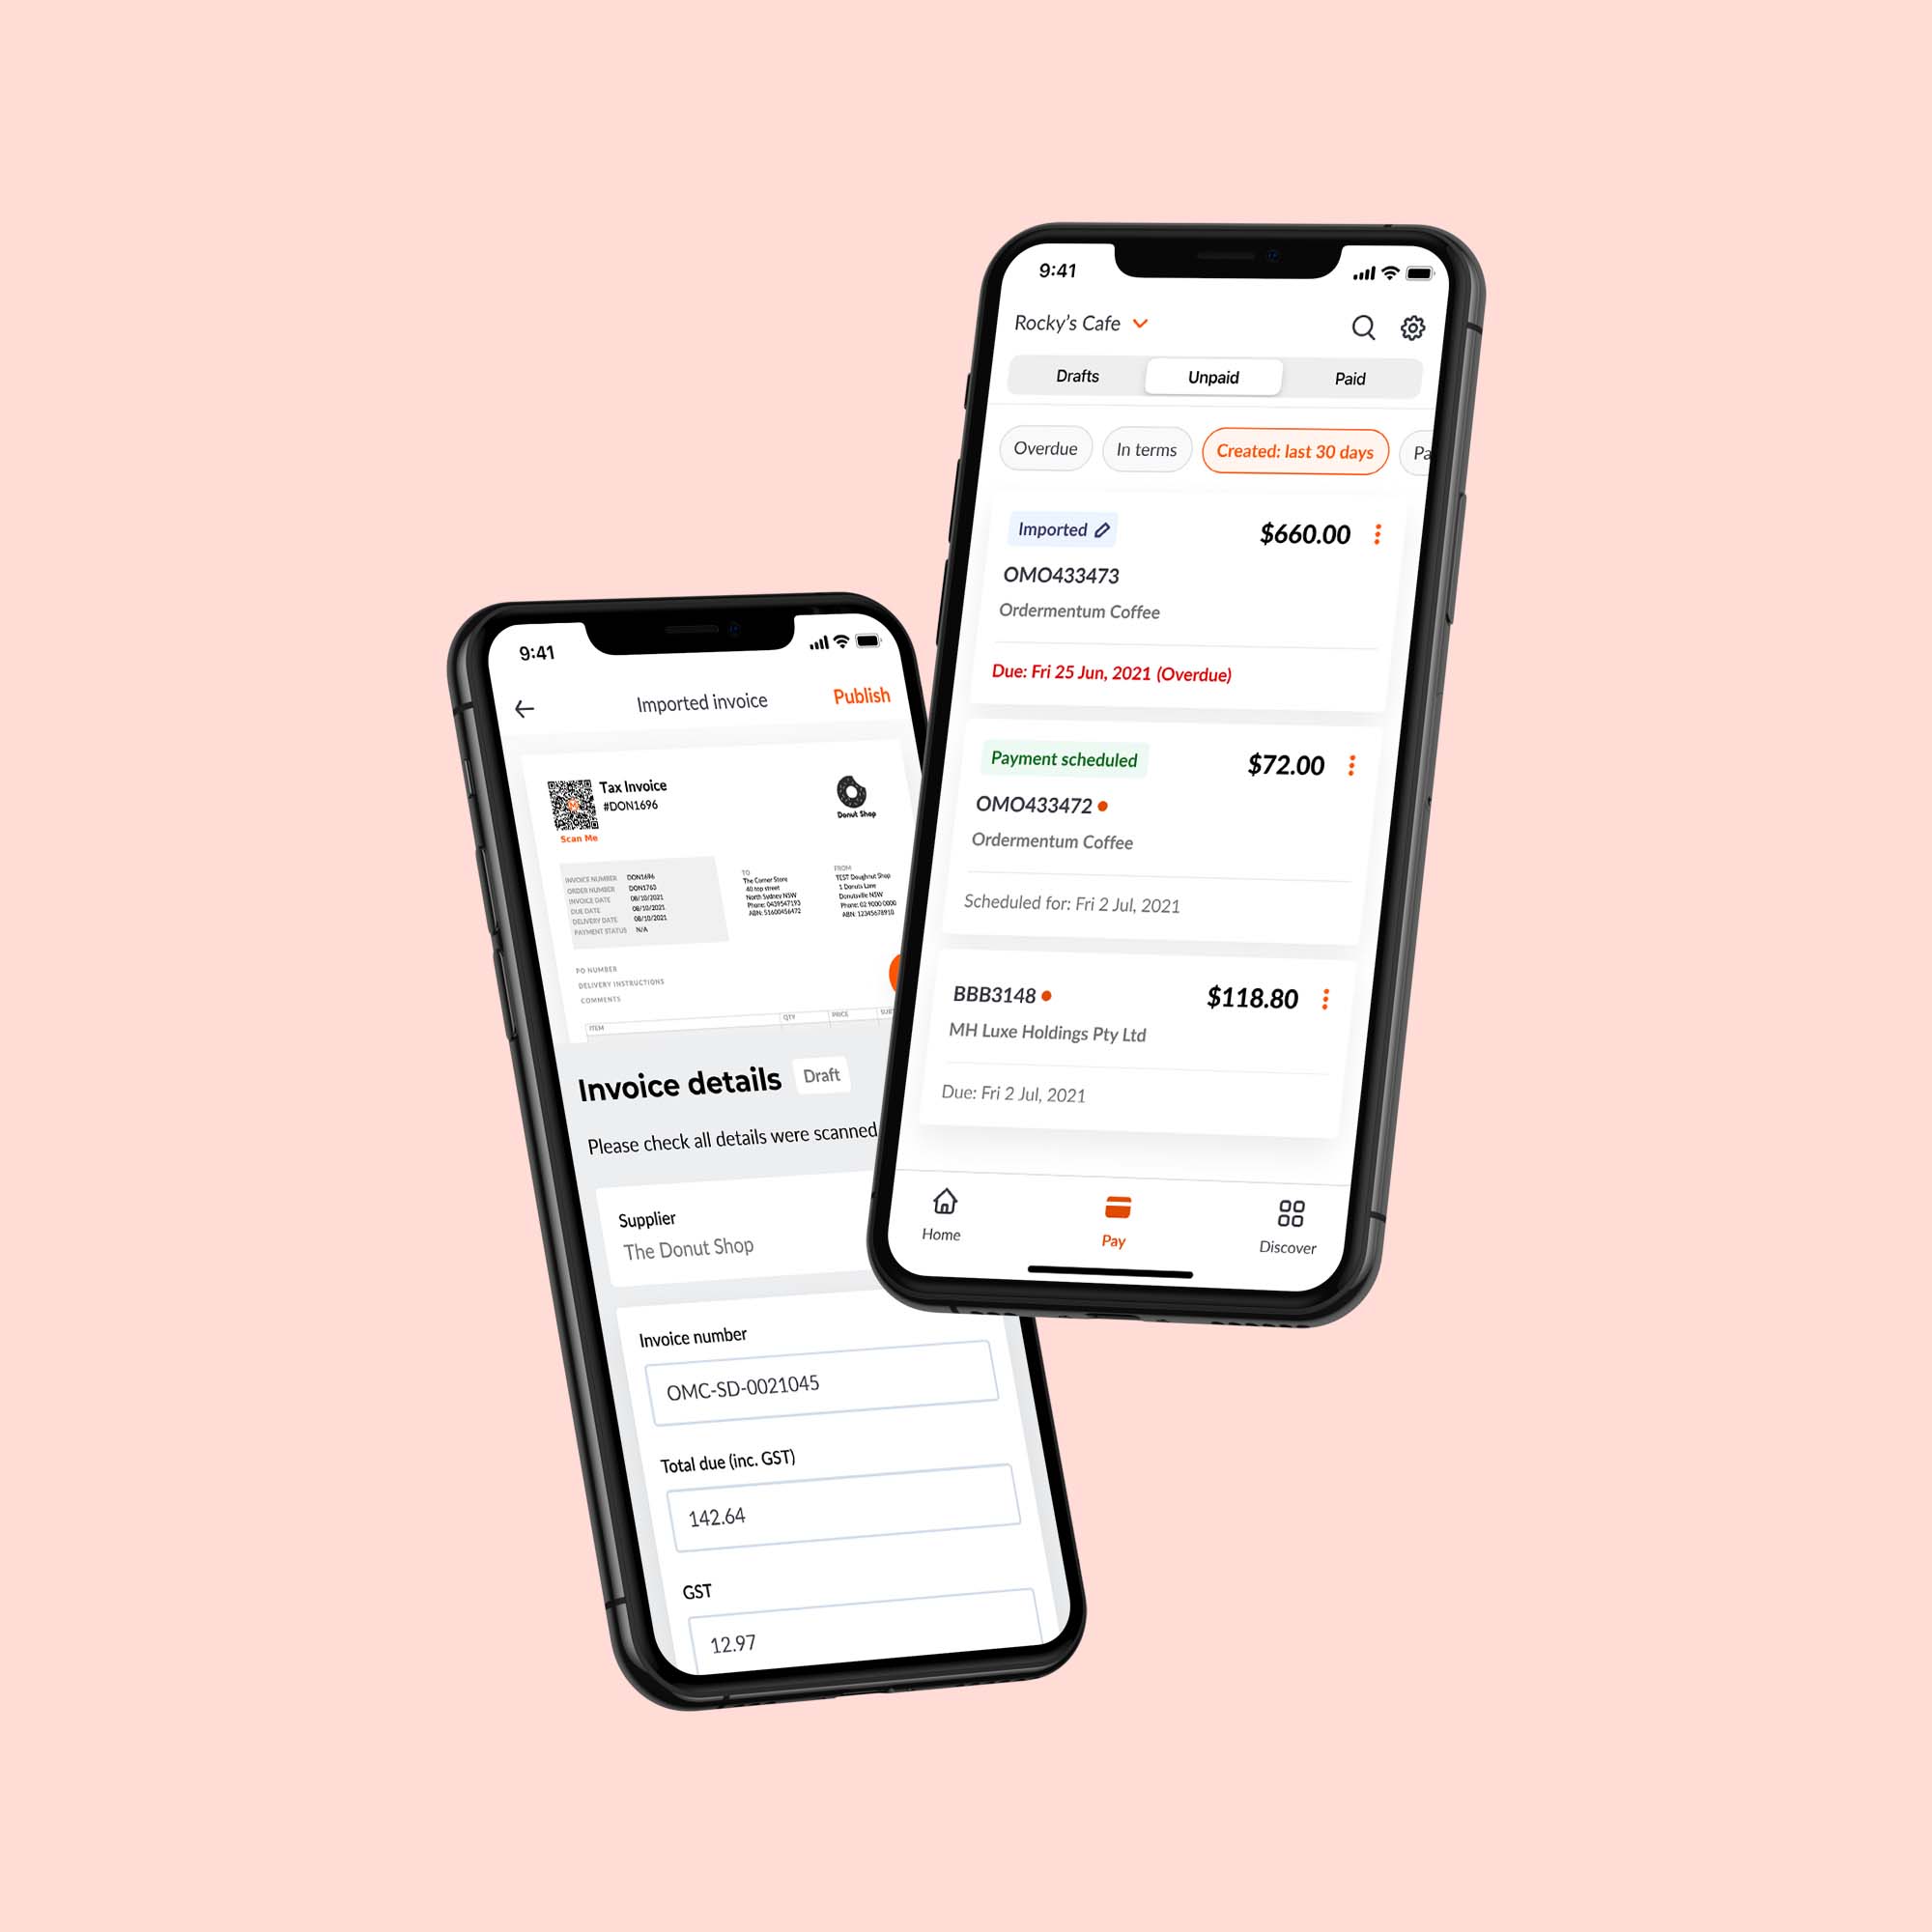 9:41
Rocky's Cafe
Drafts Unpaid Paid
Overdue In terms Created: last 30 days Pa
Imported $660.00
OMO433473
Ordermentum Coffee
Due: Fri 25 Jun, 2021 (Overdue)
Payment scheduled $72.00
OMO433472
Ordermentum Coffee
Scheduled for: Fri 2 Jul, 2021
BBB3148 $118.80
MH Luxe Holdings Pty Ltd
Due: Fri 2 Jul, 2021
Home Pay Discover
9:41
Imported invoice Publish
Tax Invoice
#DON1696
Scan Me
Donut Shop
INVOICE NUMBER DON1696
ORDER NUMBER DON1763
INVOICE DATE 08/10/2021
DUE DATE 08/10/2021
DELIVERY DATE 08/10/2021
PAYMENT STATUS N/A
TO
The Corner Store
40 top street
North Sydney NSW
Phone: 0439547193
ABN: 51600456472
FROM
TEST Doughnut Shop
1 Donuts Lane
Donutsville NSW
Phone: 02 9000 0000
ABN: 12345678910
PO NUMBER
DELIVERY INSTRUCTIONS
COMMENTS
ITEM QTY PRICE SUB
Invoice details Draft
Please check all details were scanned
Supplier
The Donut Shop
Invoice number
OMC-SD-0021045
Total due (inc. GST)
142.64
GST
12.97